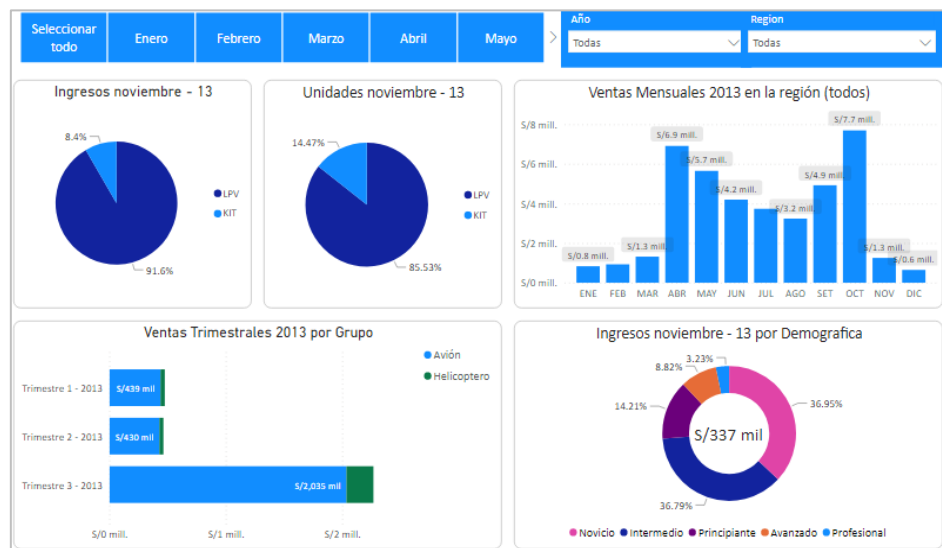 Seleccionar
todo
Enero
Febrero
Marzo
Abril
Mayo
Año
Todas
Region
Todas
Ingresos noviembre - 13
8.4%
91.6%
LPV
KIT
Unidades noviembre - 13
14.47%
85.53%
LPV
KIT
Ventas Mensuales 2013 en la región (todos)
S/8 mill.
S/6 mill.
S/4 mill.
S/2 mill.
S/0 mill.
S/0.8 mill.
S/1.3 mill.
S/6.9 mill.
S/5.7 mill.
S/4.2 mill.
S/3.2 mill.
S/4.9 mill.
S/7.7 mill.
S/1.3 mill.
S/0.6 mill.
ENE FEB MAR ABR MAY JUN JUL AGO SET OCT NOV DIC
Ventas Trimestrales 2013 por Grupo
Avión
Helicoptero
Trimestre 1 - 2013
S/439 mil
Trimestre 2 - 2013
S/430 mil
Trimestre 3 - 2013
S/2,035 mil
S/0 mill. S/1 mill. S/2 mill.
Ingresos noviembre - 13 por Demografica
3.23%
8.82%
14.21%
36.95%
S/337 mil
36.79%
Novicio Intermedio Principiante Avanzado Profesional